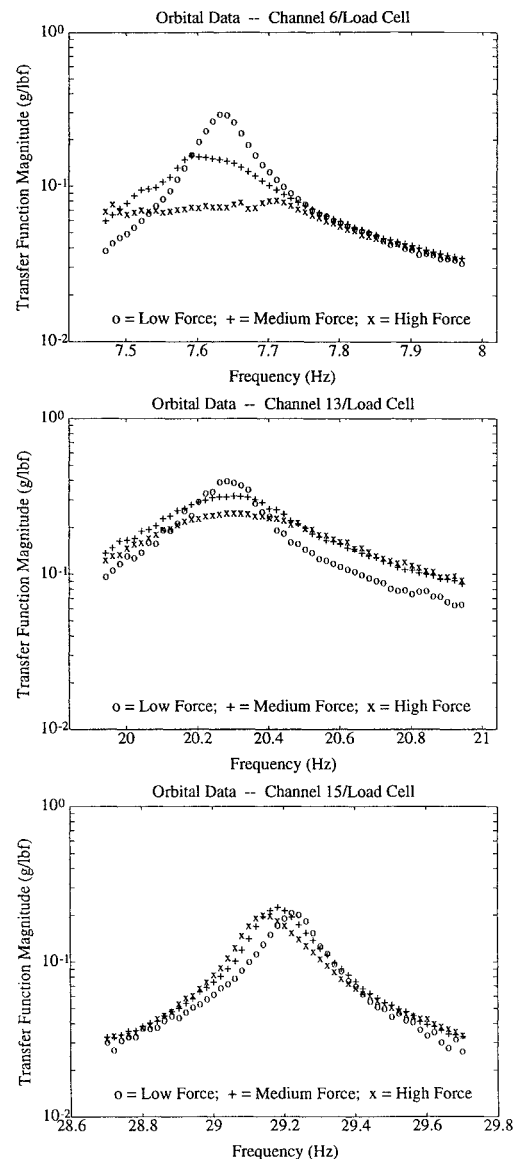 Orbital Data -- Channel 6/Load Cell
Transfer Function Magnitude (g/lbf)
10⁰
10⁻¹
10⁻²
o = Low Force; + = Medium Force; x = High Force
7.5 7.6 7.7 7.8 7.9 8
Frequency (Hz)
Orbital Data -- Channel 13/Load Cell
Transfer Function Magnitude (g/lbf)
10⁰
10⁻¹
10⁻²
o = Low Force; + = Medium Force; x = High Force
20 20.2 20.4 20.6 20.8 21
Frequency (Hz)
Orbital Data -- Channel 15/Load Cell
Transfer Function Magnitude (g/lbf)
10⁰
10⁻¹
10⁻²
o = Low Force; + = Medium Force; x = High Force
28.6 28.8 29 29.2 29.4 29.6 29.8
Frequency (Hz)